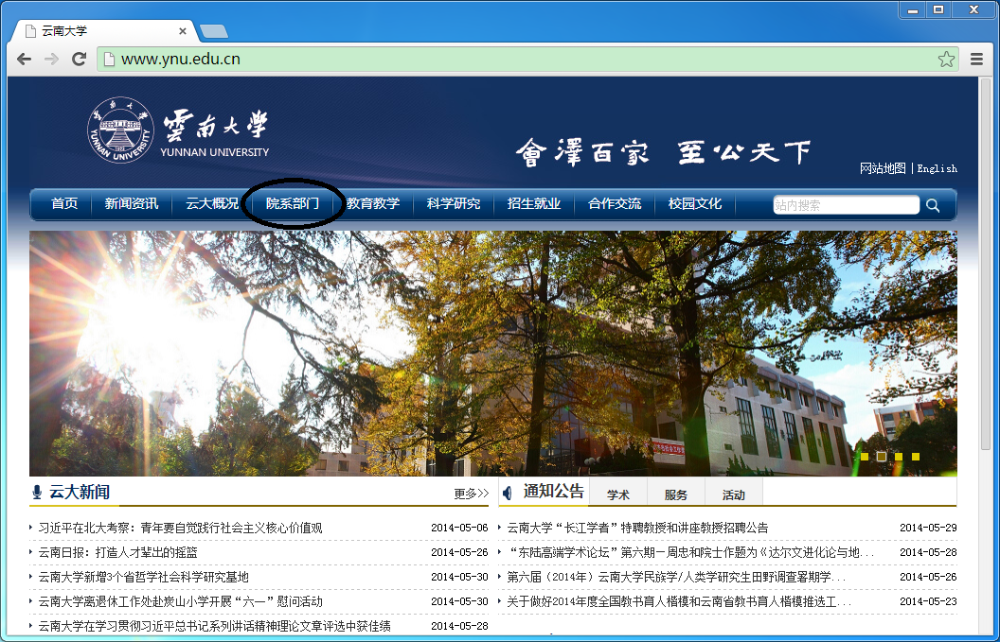 云南大学
www.ynu.edu.cn
雲南大學
YUNNAN UNIVERSITY
YUNNAN UNIVERSITY
會澤百家 至公天下
网站地图 | English
首页 新闻资讯 云大概况 院系部门 教育教学 科学研究 招生就业 合作交流 校园文化 站内搜索
云大新闻 更多>>
习近平在北大考察：青年要自觉践行社会主义核心价值观 2014-05-06
云南日报：打造人才辈出的摇篮 2014-05-26
云南大学新增3个省哲学社会科学研究基地 2014-05-30
云南大学离退休工作处赴炭山小学开展“六一”慰问活动 2014-05-30
云南大学在学习贯彻习近平总书记系列讲话精神理论文章评选中获佳绩 2014-05-28
通知公告 学术 服务 活动
云南大学“长江学者”特聘教授和讲座教授招聘公告 2014-05-29
“东陆高端学术论坛”第六期－周忠和院士作题为《达尔文进化论与地... 2014-05-28
第六届（2014年）云南大学民族学/人类学研究生田野调查暑期学... 2014-05-26
关于做好2014年度全国教书育人楷模和云南省教书育人楷模推选工... 2014-05-23